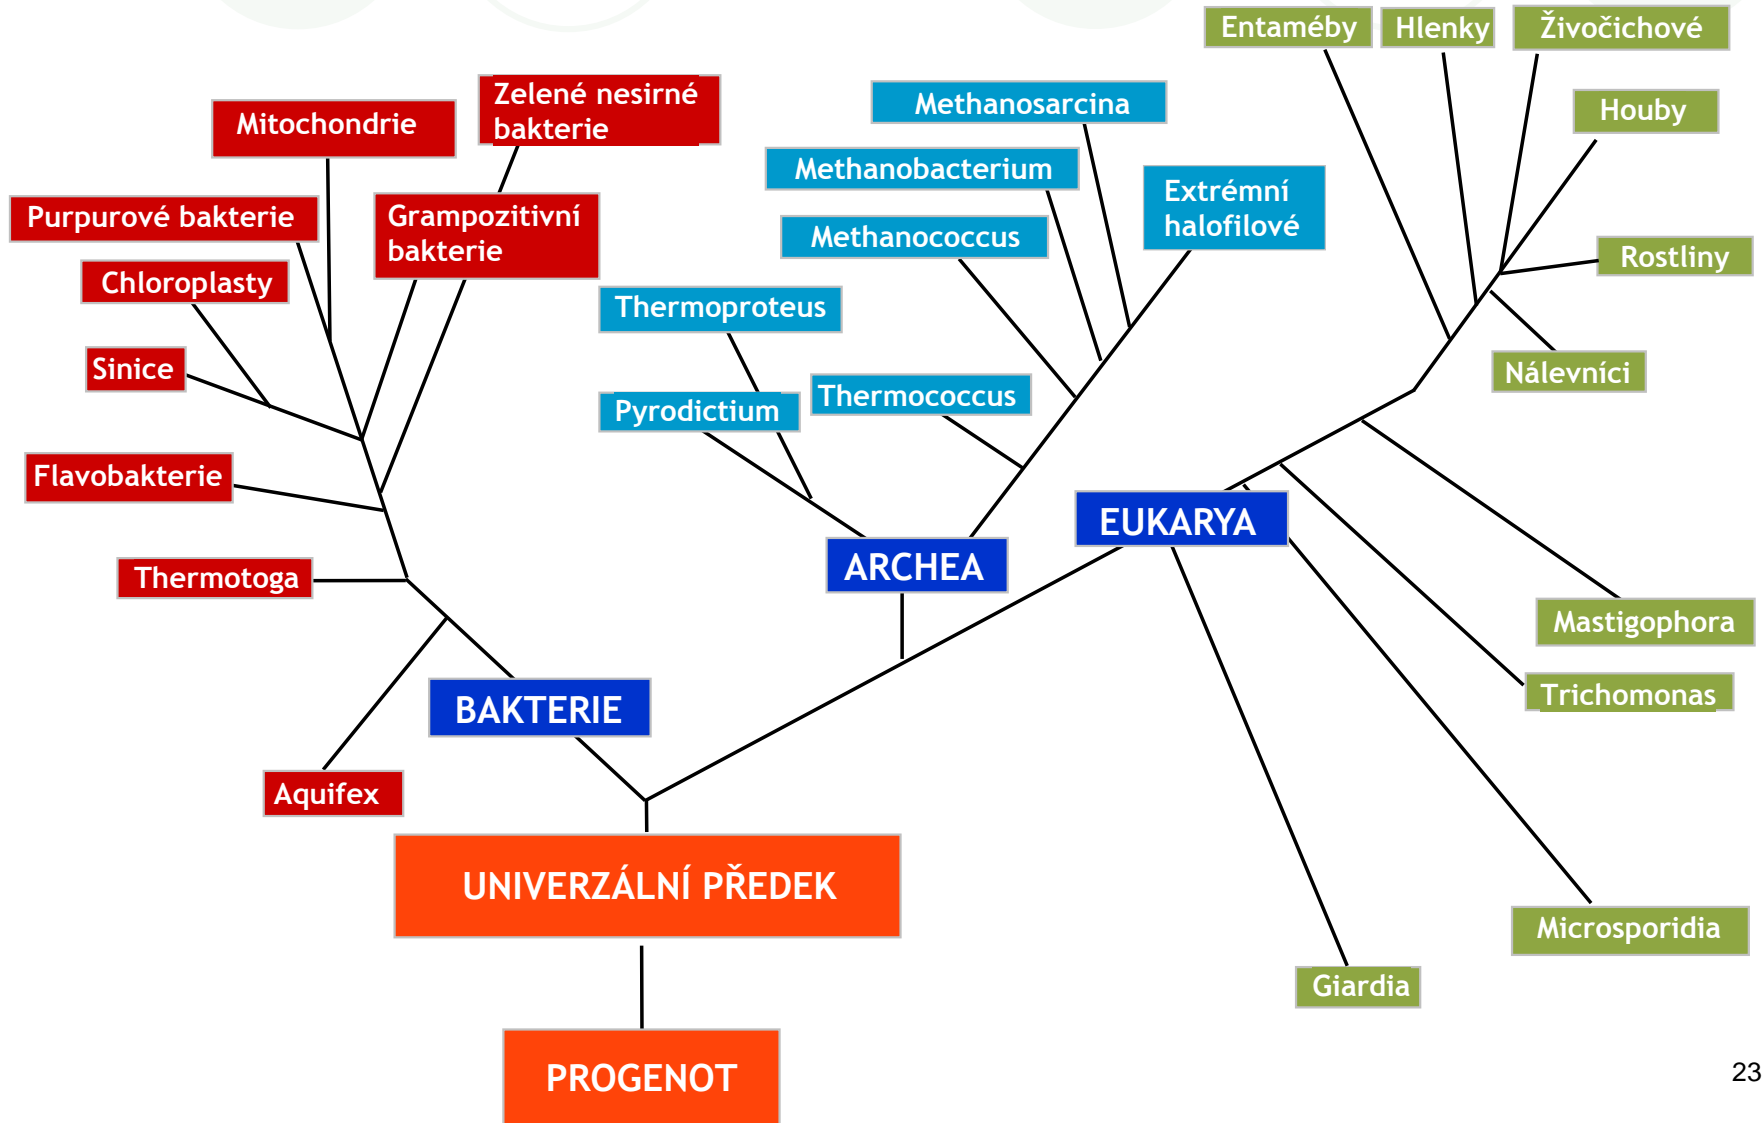 Entaméby
Hlenky
Živočichové
Zelené nesirné
bakterie
Mitochondrie
Methanosarcina
Houby
Methanobacterium
Extrémní
halofilové
Purpurové bakterie
Grampozitivní
bakterie
Methanococcus
Rostliny
Chloroplasty
Thermoproteus
Sinice
Nálevníci
Pyrodictium
Thermococcus
Flavobakterie
EUKARYA
ARCHEA
Thermotoga
Mastigophora
BAKTERIE
Trichomonas
Aquifex
UNIVERZÁLNÍ PŘEDEK
Microsporidia
Giardia
PROGENOT
23